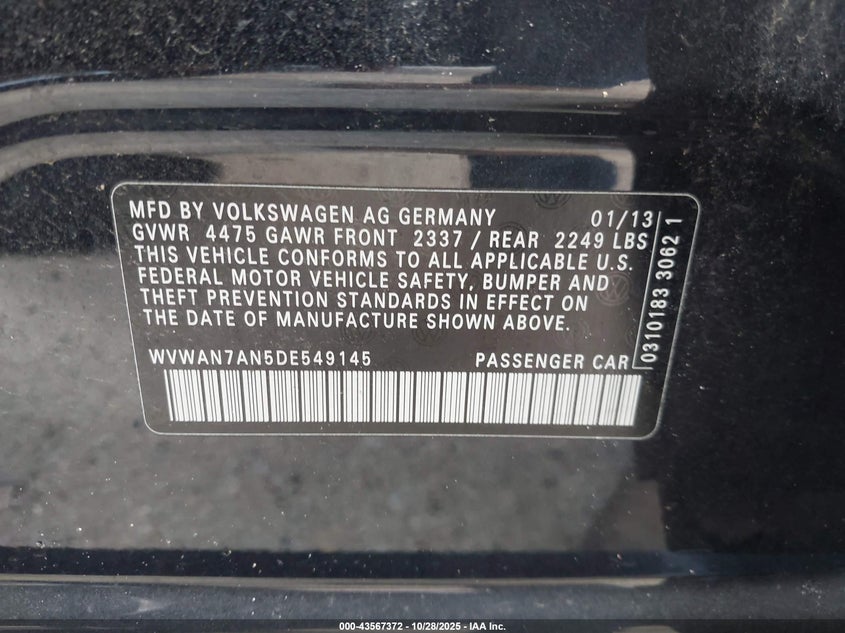 MFD BY VOLKSWAGEN AG GERMANY 01/13
GVWR 4475 GAWR FRONT 2337 / REAR 2249 LBS
THIS VEHICLE CONFORMS TO ALL APPLICABLE U.S.
FEDERAL MOTOR VEHICLE SAFETY, BUMPER AND
THEFT PREVENTION STANDARDS IN EFFECT ON
THE DATE OF MANUFACTURE SHOWN ABOVE.
WVWAN7AN5DE549145 PASSENGER CAR
0310183 3062 1
000-43567372 - 10/28/2025 - IAA Inc.